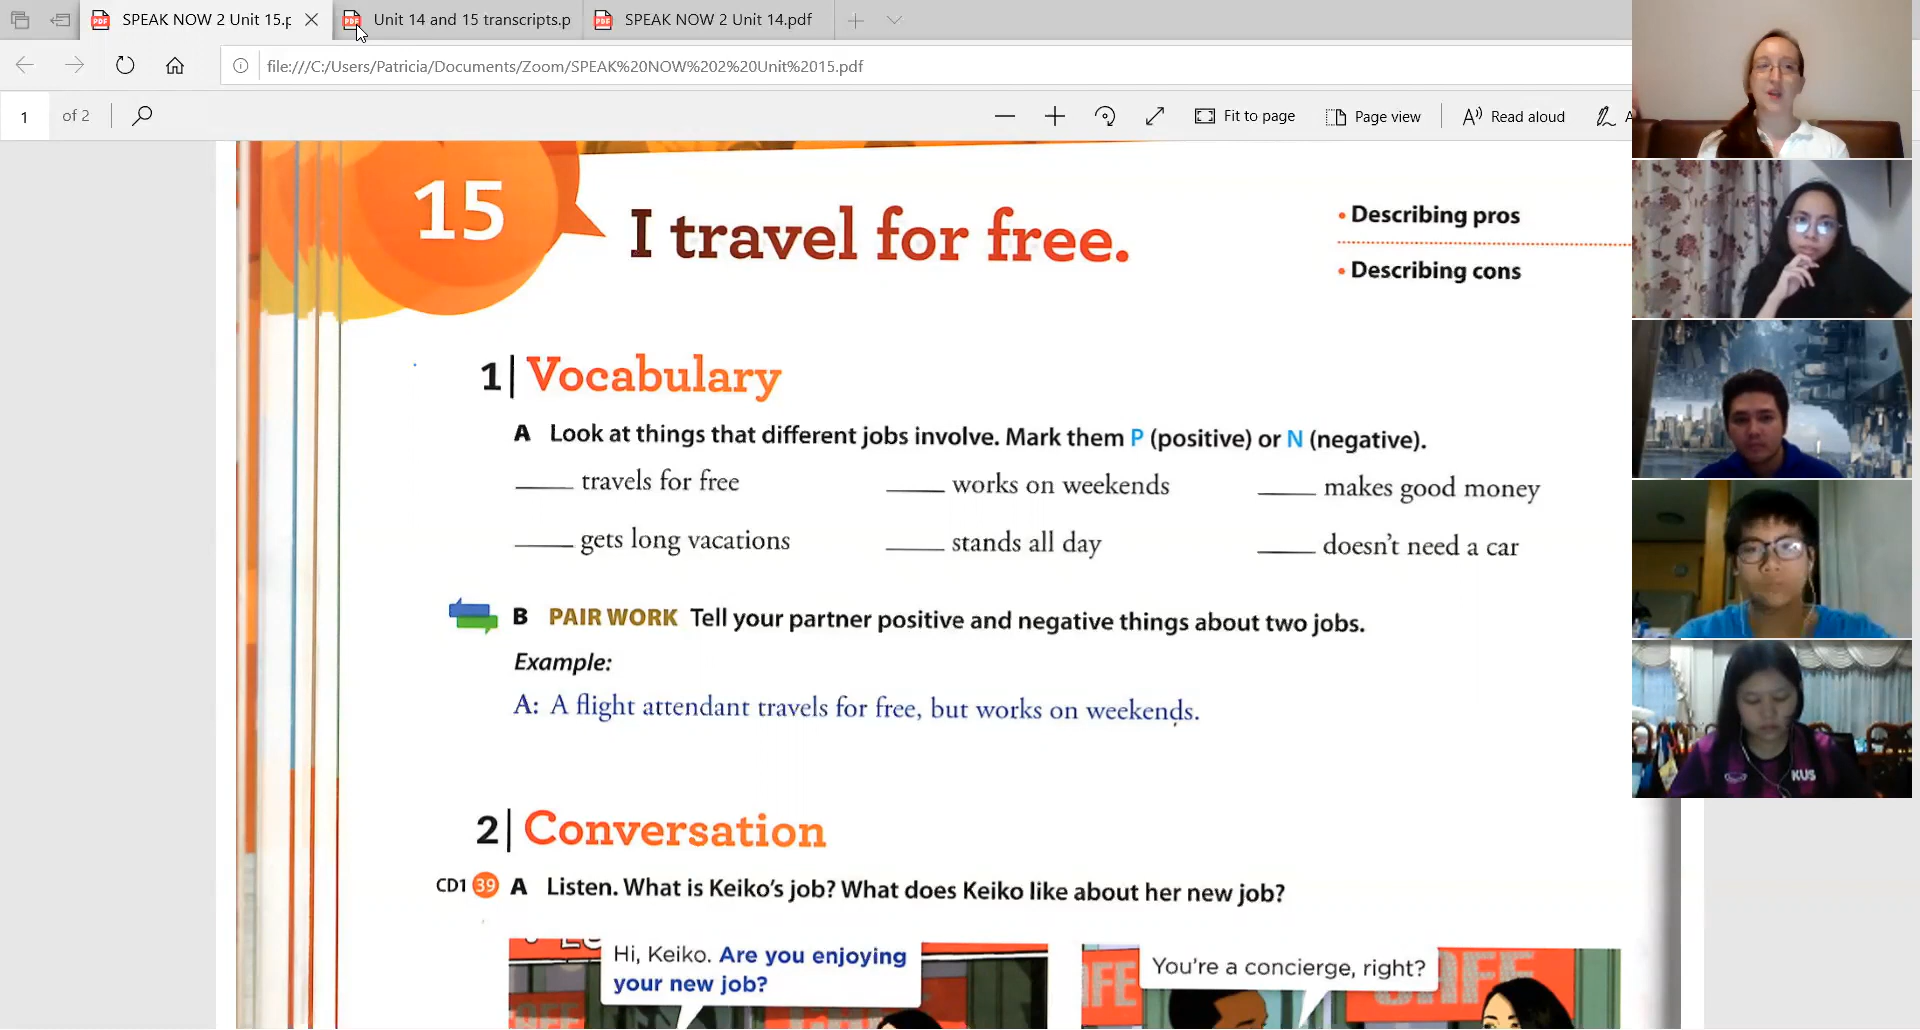 SPEAK NOW 2 Unit 15.p
Unit 14 and 15 transcripts.p
SPEAK NOW 2 Unit 14.pdf
file:///C:/Users/Patricia/Documents/Zoom/SPEAK%20NOW%202%20Unit%2015.pdf
1 of 2
Fit to page
Page view
Read aloud
15
I travel for free.
• Describing pros
• Describing cons
1 Vocabulary
A Look at things that different jobs involve. Mark them P (positive) or N (negative).
____ travels for free ____ works on weekends ____ makes good money
____ gets long vacations ____ stands all day ____ doesn't need a car
B PAIR WORK Tell your partner positive and negative things about two jobs.
Example:
A: A flight attendant travels for free, but works on weekends.
2 Conversation
CD1 39 A Listen. What is Keiko's job? What does Keiko like about her new job?
Hi, Keiko. Are you enjoying
your new job?
You're a concierge, right?
KUS